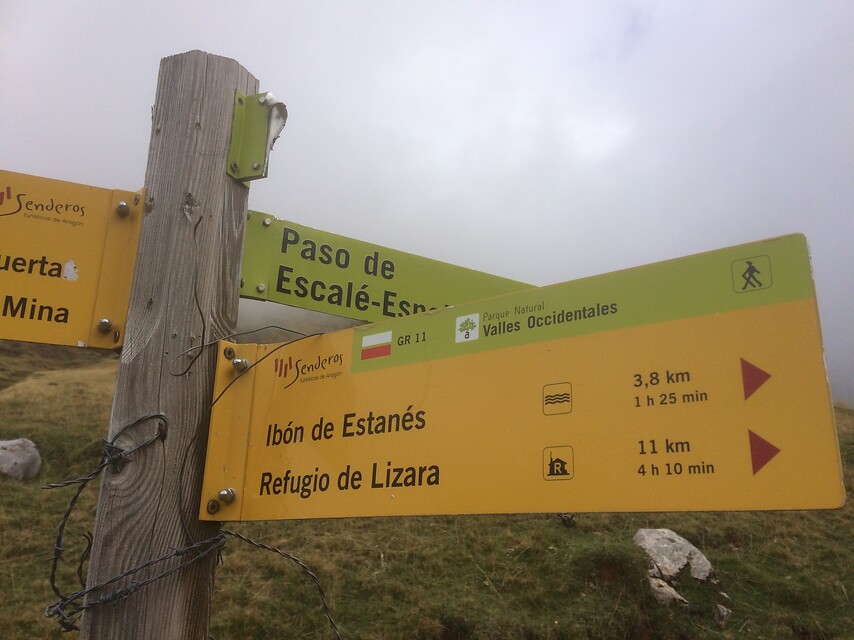 Senderos
Turísticos de Aragón
uerta
Mina
Paso de
Escalé-Esp
GR 11
Parque Natural
Valles Occidentales
Senderos
Turísticos de Aragón
Ibón de Estanés
3,8 km
1 h 25 min
Refugio de Lizara
R
11 km
4 h 10 min